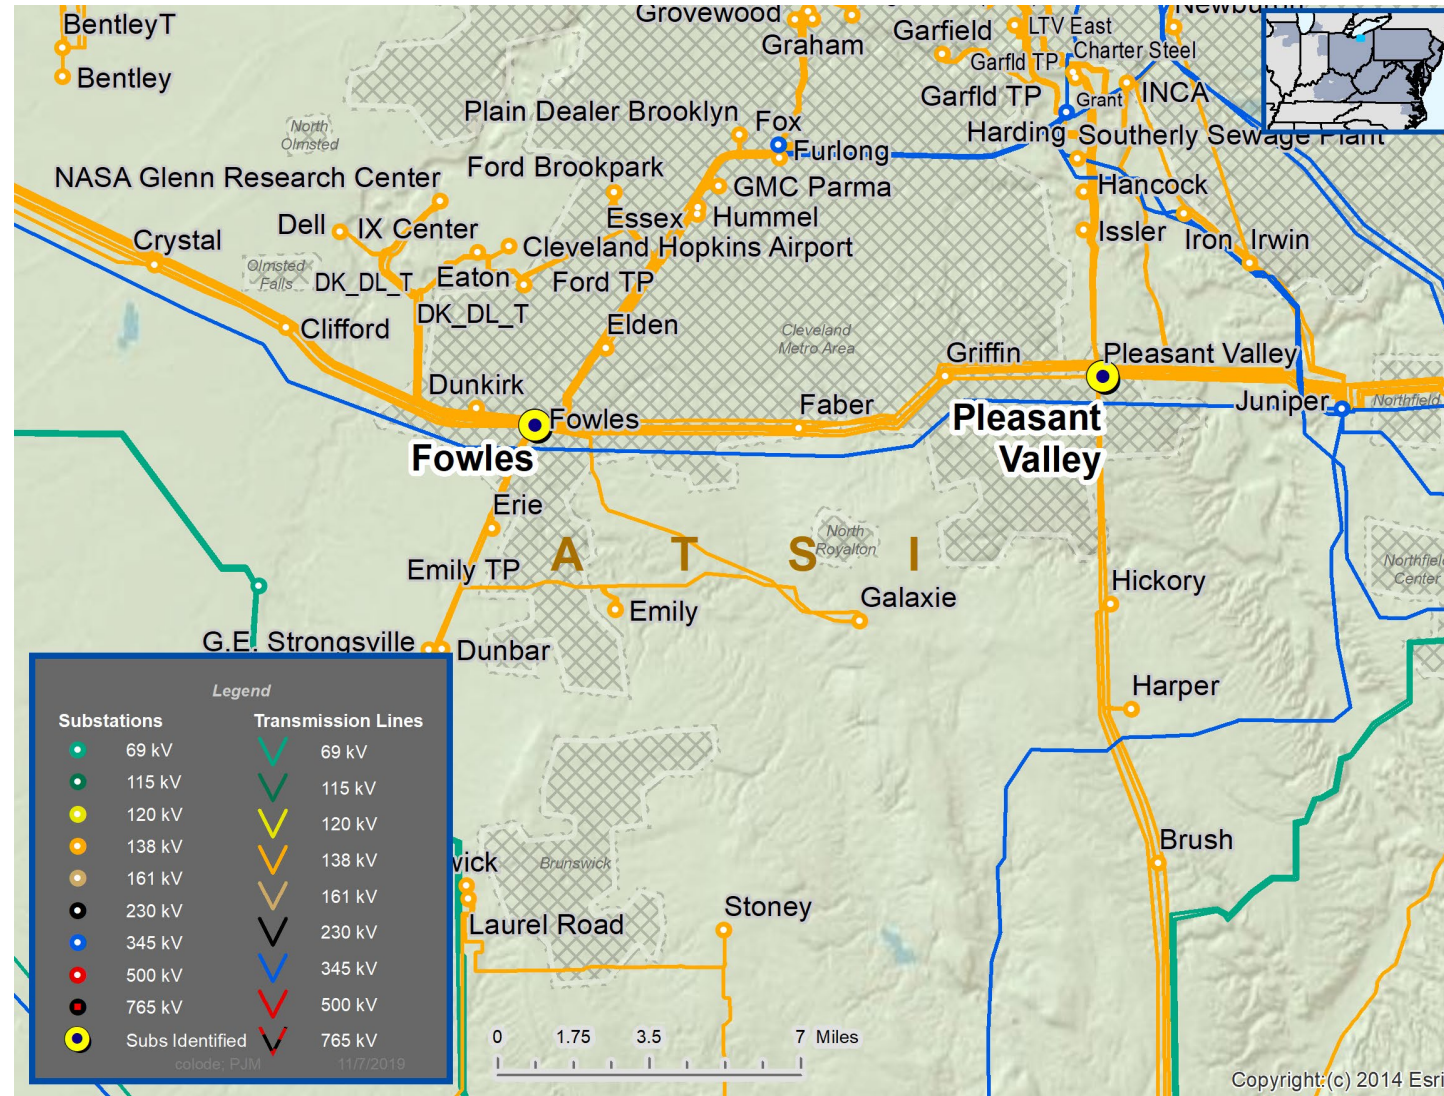 BentleyT
Bentley
Grovewood
Graham
Garfield
LTV East
Newburgh
Garfld TP
Charter Steel
Garfld TP
Grant
INCA
Plain Dealer Brooklyn
Fox
Harding
Southerly Sewage Plant
North
Olmsted
Furlong
Ford Brookpark
NASA Glenn Research Center
GMC Parma
Hancock
Dell
IX Center
Essex
Hummel
Issler
Iron
Irwin
Crystal
Cleveland Hopkins Airport
Olmsted
Falls
DK_DL_T
Eaton
Ford TP
DK_DL_T
Clifford
Elden
Cleveland
Metro Area
Griffin
Pleasant Valley
Dunkirk
Fowles
Faber
Juniper
Northfield
Pleasant
Valley
Fowles
Erie
A T S I
North
Royalton
Northfield
Center
Emily TP
Emily
Galaxie
Hickory
G.E. Strongsville
Dunbar
Harper
Legend
Substations
Transmission Lines
69 kV
69 kV
115 kV
115 kV
120 kV
120 kV
138 kV
138 kV
161 kV
161 kV
230 kV
230 kV
345 kV
345 kV
500 kV
500 kV
765 kV
765 kV
Subs Identified
colode; PJM
11/7/2019
wick
Brunswick
Brush
Laurel Road
Stoney
0 1.75 3.5 7 Miles
Copyright:(c) 2014 Esri